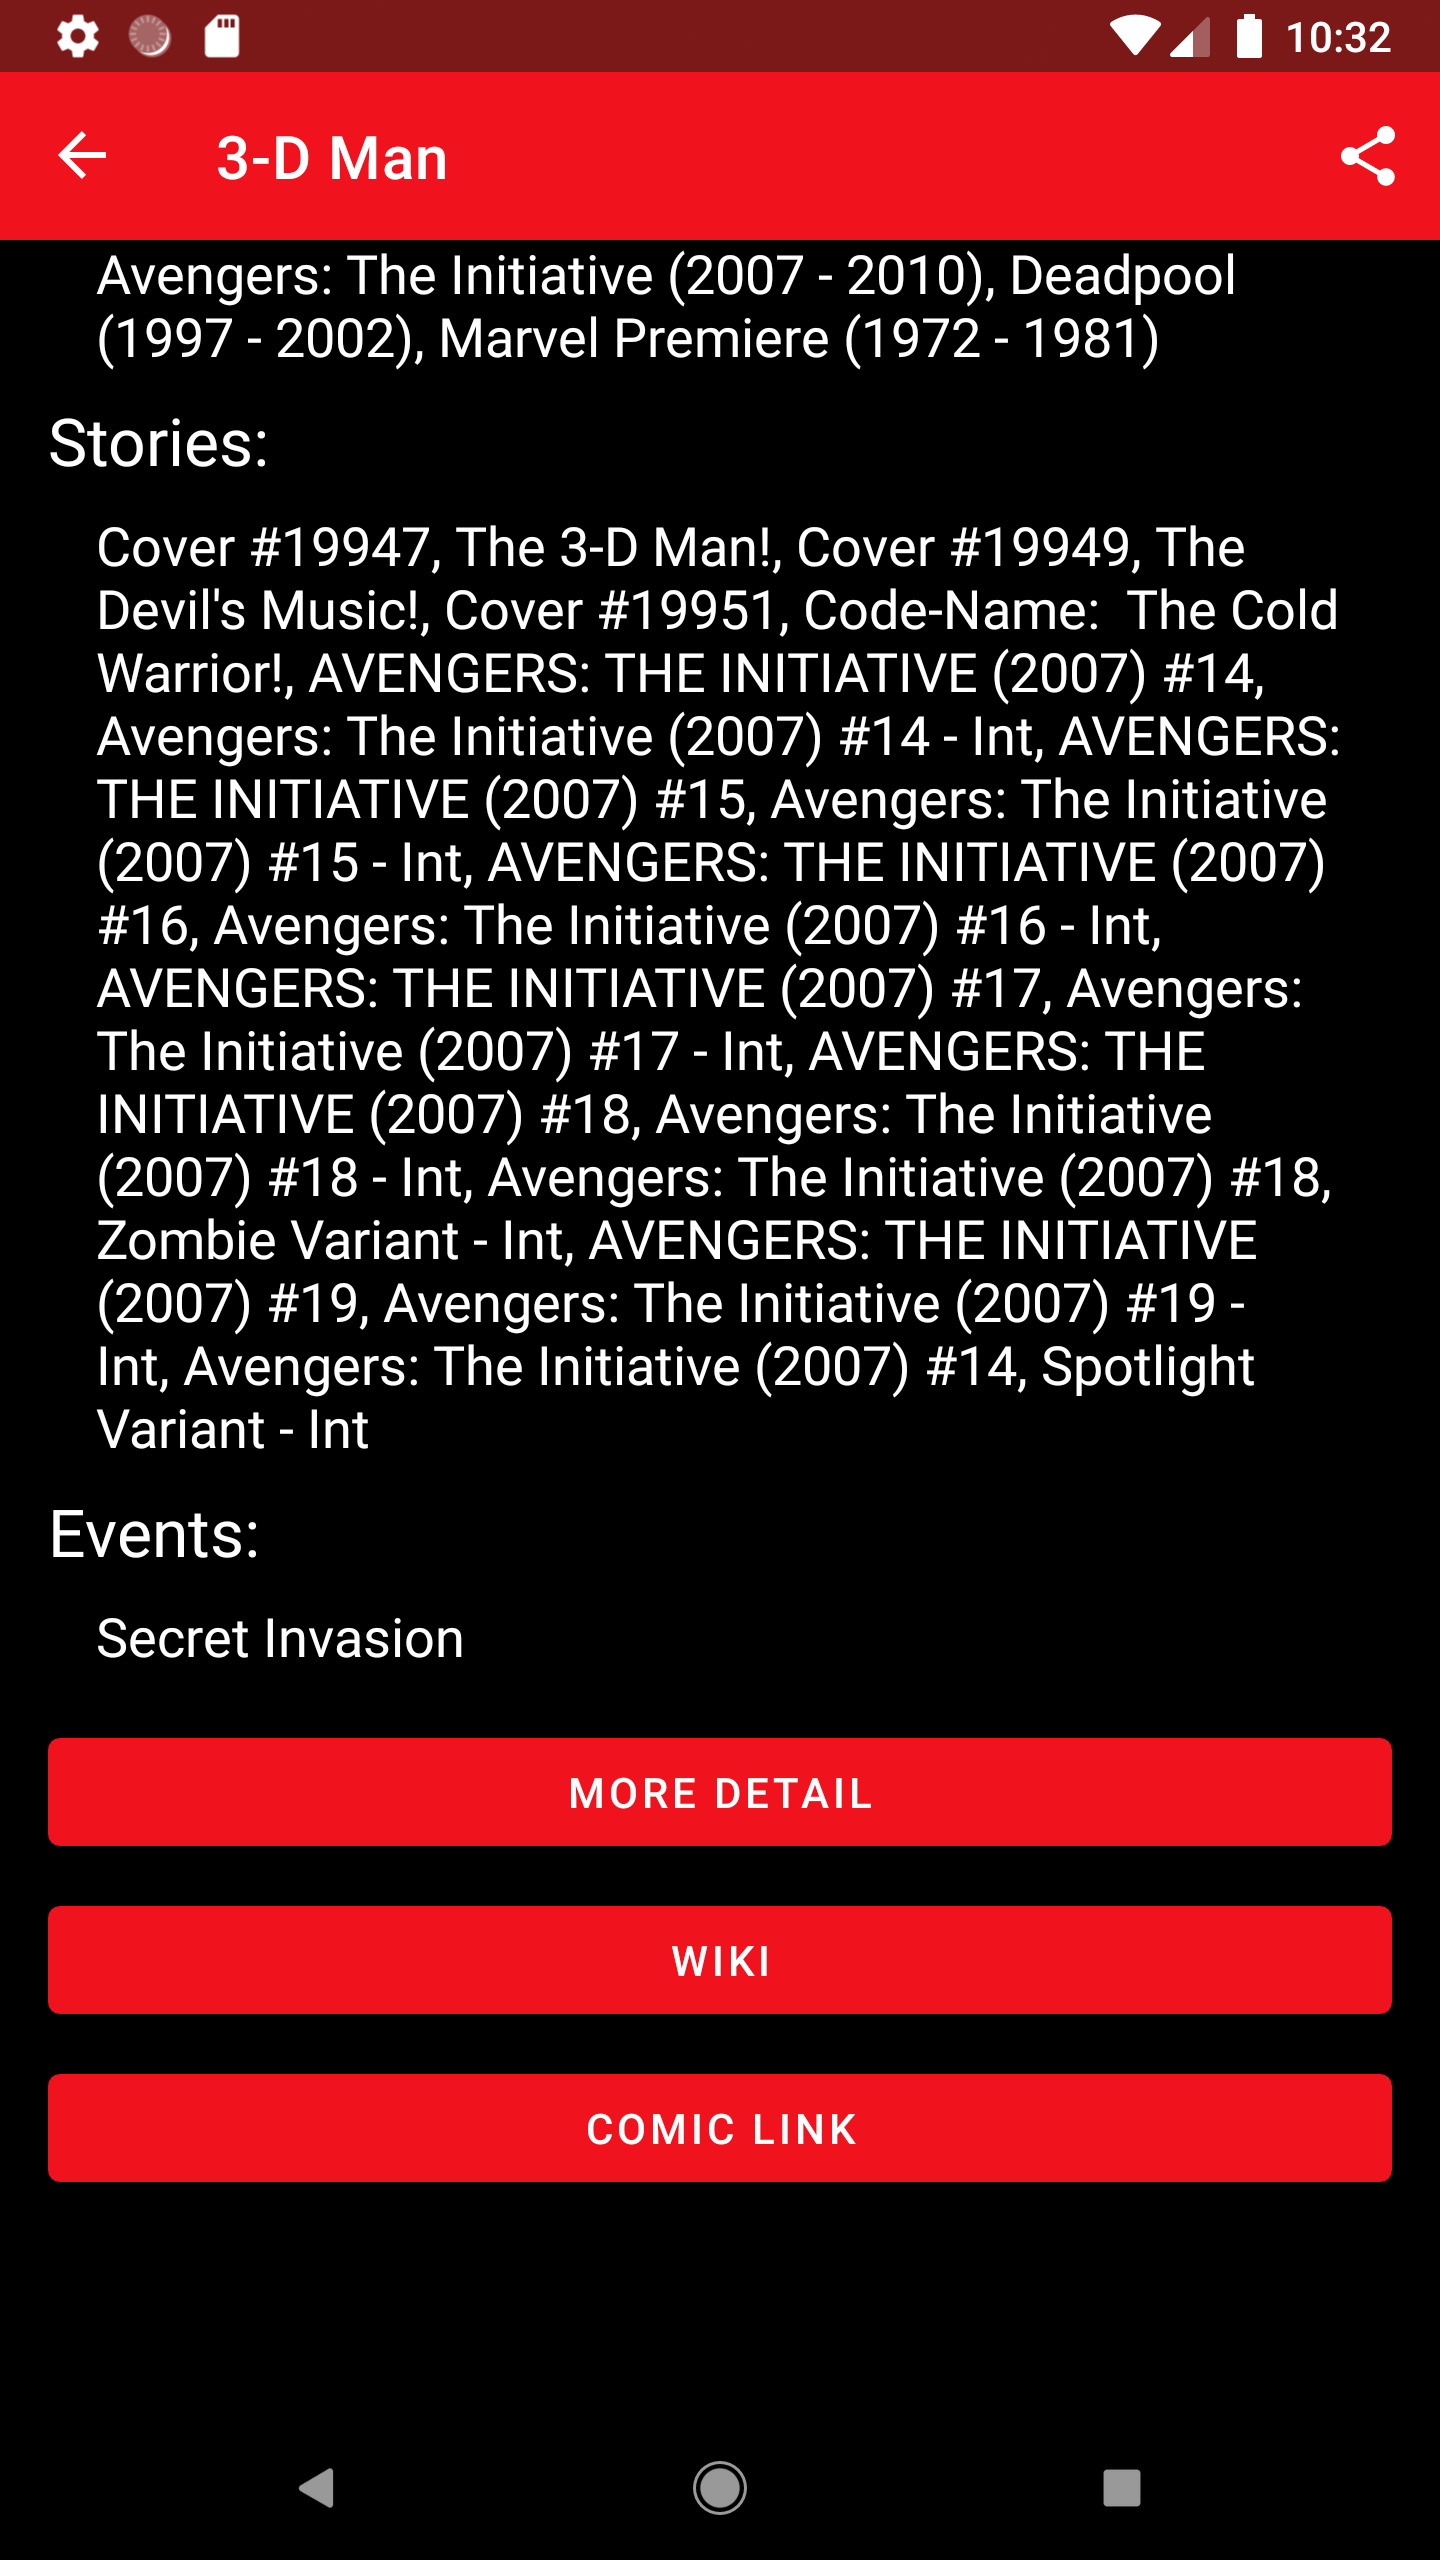 10:32
3-D Man
Avengers: The Initiative (2007 - 2010), Deadpool
(1997 - 2002), Marvel Premiere (1972 - 1981)
Stories:
Cover #19947, The 3-D Man!, Cover #19949, The
Devil's Music!, Cover #19951, Code-Name:  The Cold
Warrior!, AVENGERS: THE INITIATIVE (2007) #14,
Avengers: The Initiative (2007) #14 - Int, AVENGERS:
THE INITIATIVE (2007) #15, Avengers: The Initiative
(2007) #15 - Int, AVENGERS: THE INITIATIVE (2007)
#16, Avengers: The Initiative (2007) #16 - Int,
AVENGERS: THE INITIATIVE (2007) #17, Avengers:
The Initiative (2007) #17 - Int, AVENGERS: THE
INITIATIVE (2007) #18, Avengers: The Initiative
(2007) #18 - Int, Avengers: The Initiative (2007) #18,
Zombie Variant - Int, AVENGERS: THE INITIATIVE
(2007) #19, Avengers: The Initiative (2007) #19 -
Int, Avengers: The Initiative (2007) #14, Spotlight
Variant - Int
Events:
Secret Invasion
MORE DETAIL
WIKI
COMIC LINK